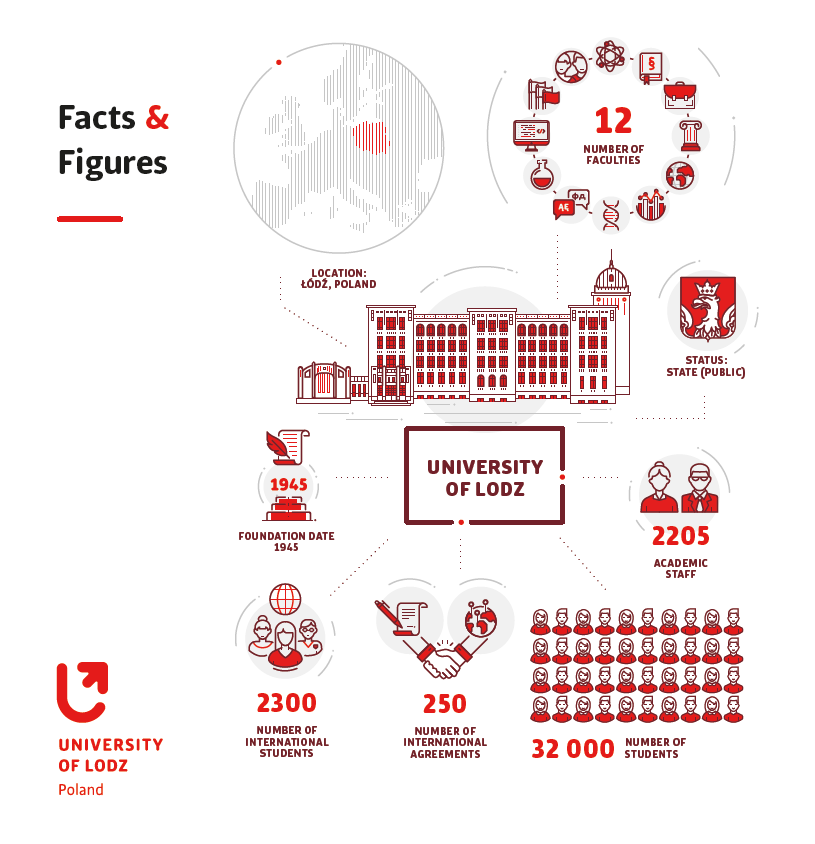 Facts &
Figures
12
NUMBER OF
FACULTIES
§
</>
AЄ
ФД
LOCATION:
ŁÓDŹ, POLAND
STATUS:
STATE (PUBLIC)
UNIVERSITY
OF LODZ
1945
FOUNDATION DATE
1945
2205
ACADEMIC
STAFF
2300
NUMBER OF
INTERNATIONAL
STUDENTS
250
NUMBER OF
INTERNATIONAL
AGREEMENTS
32 000 NUMBER OF
STUDENTS
UNIVERSITY
OF LODZ
Poland